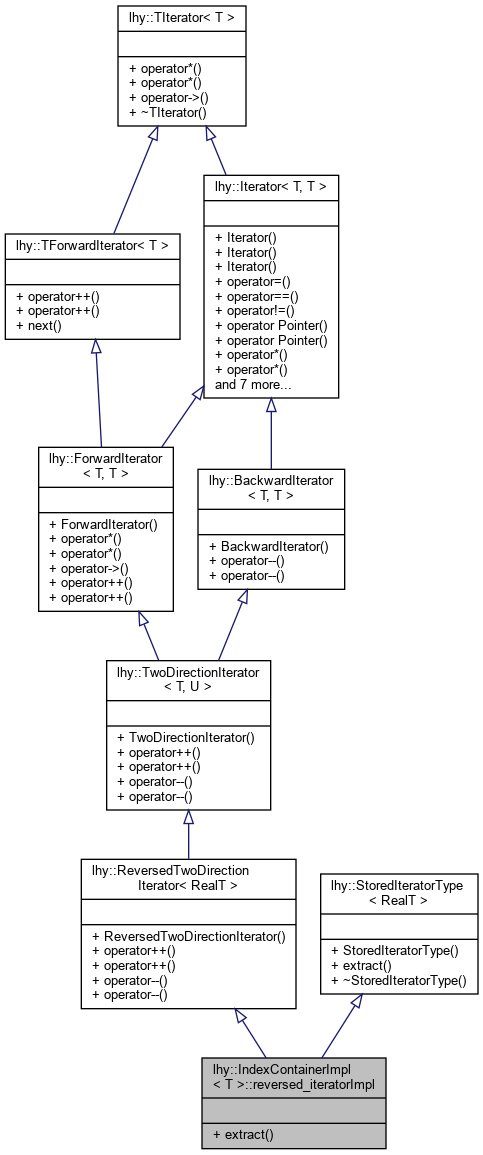 lhy::TIterator< T >
+ operator*()
+ operator*()
+ operator->()
+ ~TIterator()
lhy::Iterator< T, T >
+ Iterator()
+ Iterator()
+ Iterator()
+ operator=()
+ operator==()
+ operator!=()
+ operator Pointer()
+ operator Pointer()
+ operator*()
+ operator*()
and 7 more...
lhy::TForwardIterator< T >
+ operator++()
+ operator++()
+ next()
lhy::ForwardIterator
< T, T >
+ ForwardIterator()
+ operator*()
+ operator*()
+ operator->()
+ operator++()
+ operator++()
lhy::BackwardIterator
< T, T >
+ BackwardIterator()
+ operator--()
+ operator--()
lhy::TwoDirectionIterator
< T, U >
+ TwoDirectionIterator()
+ operator++()
+ operator++()
+ operator--()
+ operator--()
lhy::ReversedTwoDirection
Iterator< RealT >
+ ReversedTwoDirectionIterator()
+ operator++()
+ operator++()
+ operator--()
+ operator--()
lhy::StoredIteratorType
< RealT >
+ StoredIteratorType()
+ extract()
+ ~StoredIteratorType()
lhy::IndexContainerImpl
< T >::reversed_iteratorImpl
+ extract()